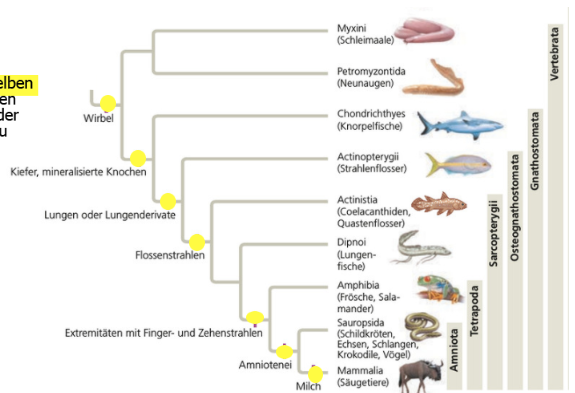 elben
en
der
u
Wirbel
Kiefer, mineralisierte Knochen
Lungen oder Lungenderivate
Flossenstrahlen
Extremitäten mit Finger- und Zehenstrahlen
Amniotenei
Milch
Myxini
(Schleimaale)
Petromyzontida
(Neunaugen)
Chondrichthyes
(Knorpelfische)
Actinopterygii
(Strahlenflosser)
Actinistia
(Coelacanthiden,
Quastenflosser)
Dipnoi
(Lungen-
fische)
Amphibia
(Frösche, Sala-
mander)
Sauropsida
(Schildkröten,
Echsen, Schlangen,
Krokodile, Vögel)
Mammalia
(Säugetiere)
Amniota
Tetrapoda
Sarcopterygii
Osteognathostomata
Gnathostomata
Vertebrata